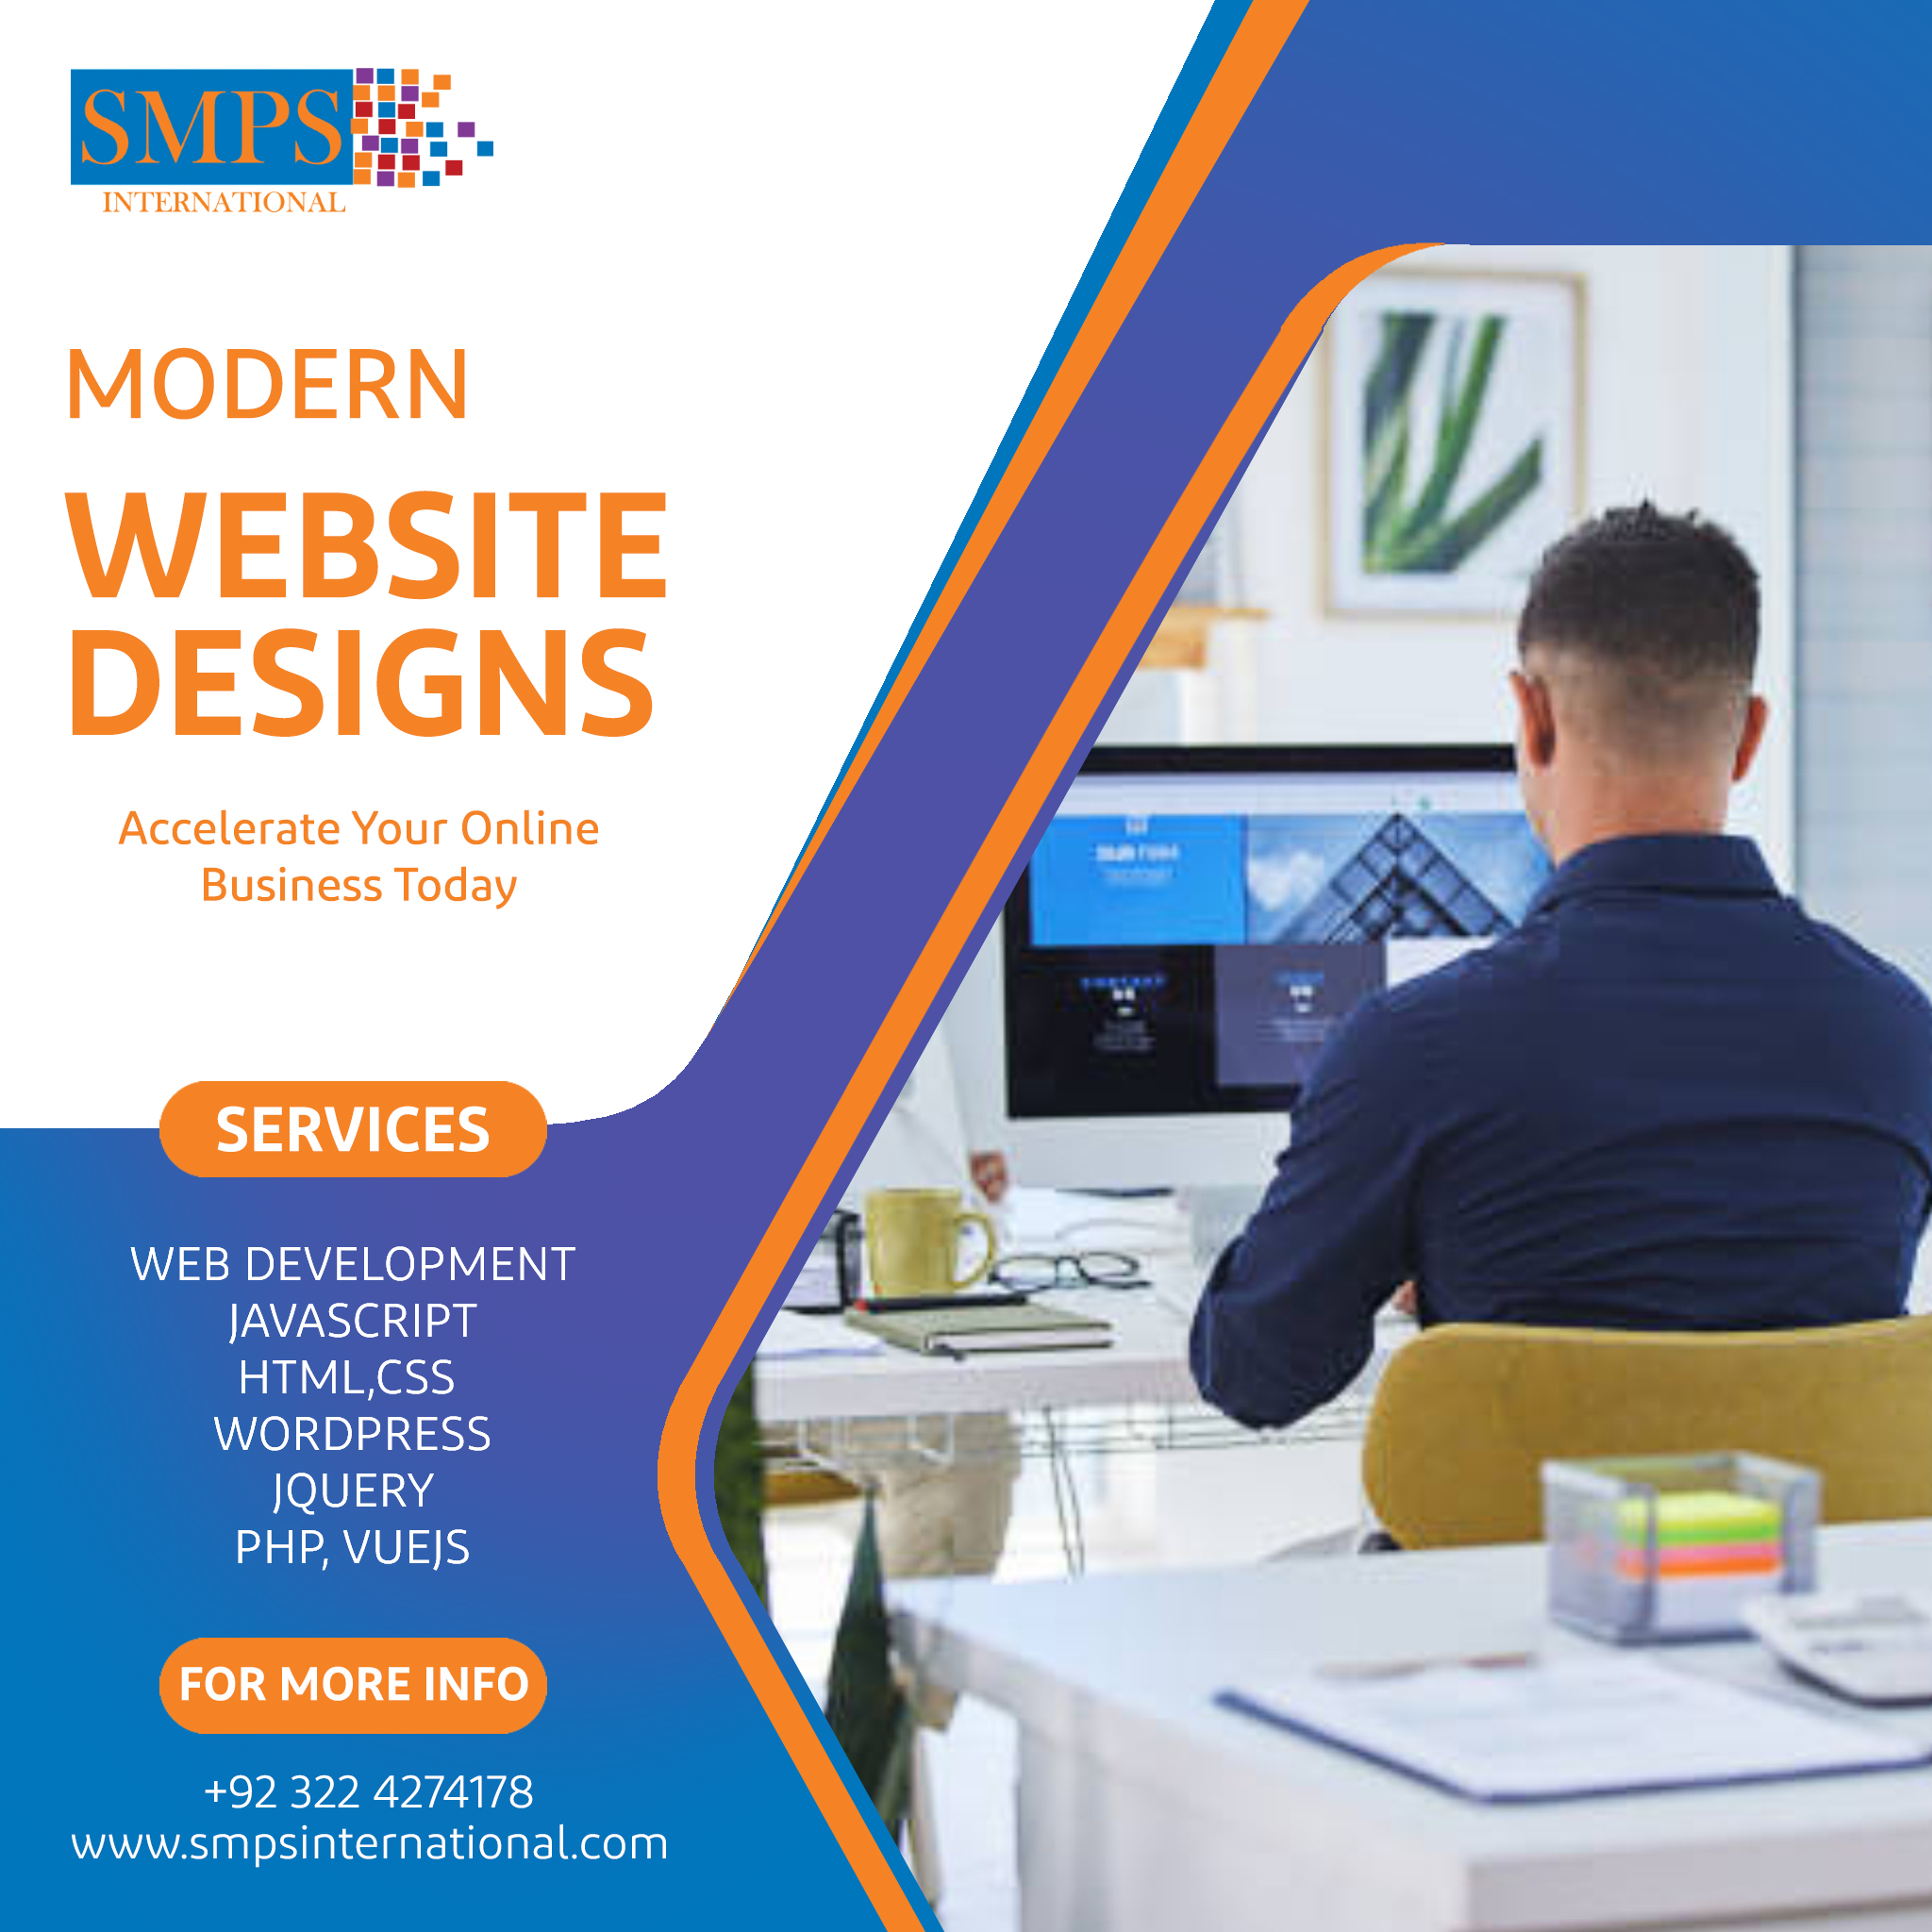 SMPS
INTERNATIONAL
MODERN
WEBSITE
DESIGNS
Accelerate Your Online
Business Today
SERVICES
WEB DEVELOPMENT
JAVASCRIPT
HTML,CSS
WORDPRESS
JQUERY
PHP, VUEJS
FOR MORE INFO
+92 322 4274178
www.smpsinternational.com